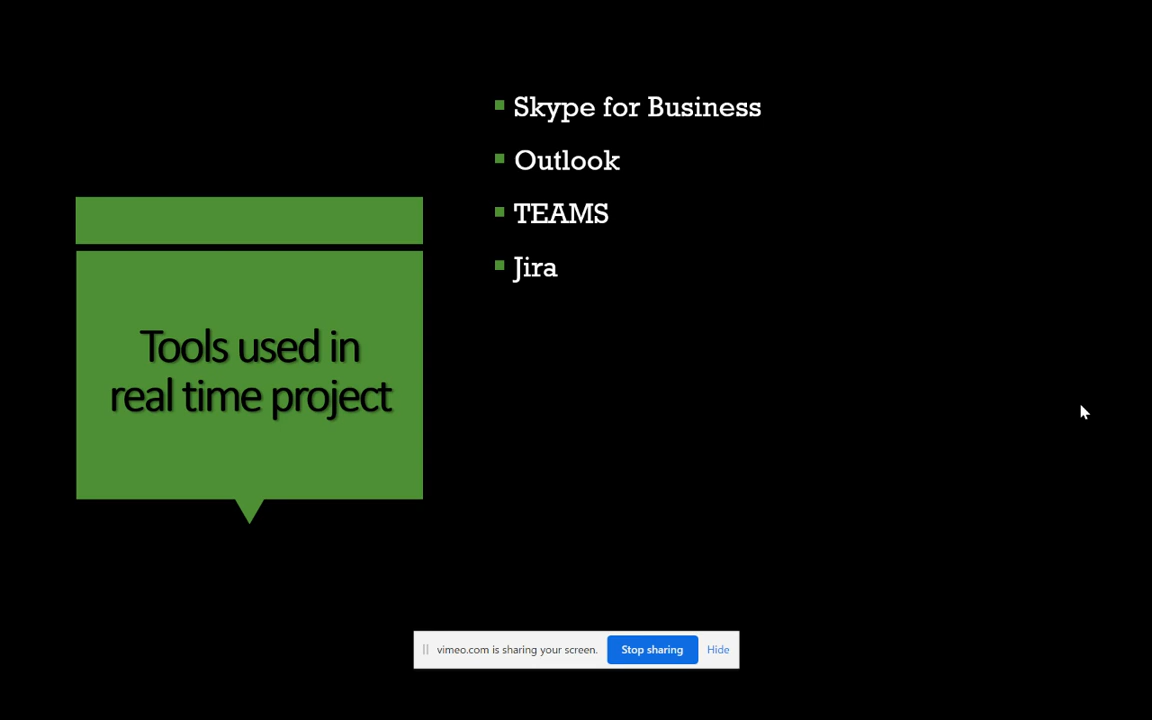 Tools used in
real time project
Skype for Business
Outlook
TEAMS
Jira
vimeo.com is sharing your screen.
Stop sharing
Hide